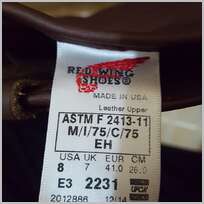 RED WING
SHOES®
MADE IN USA
Leather Upper
ASTM F 2413-11
M/I/75/C/75
EH
USA UK EUR CM
8 7 41.0 26.0
E3 2231
2012886 12/14